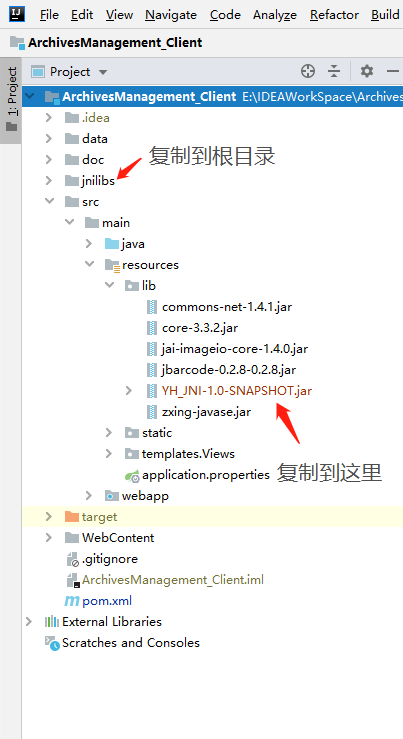 File Edit View Navigate Code Analyze Refactor Build
ArchivesManagement_Client
1: Project
Project
ArchivesManagement_Client E:\IDEAWorkSpace\Archives
.idea
data
doc
复制到根目录
jnilibs
src
main
java
resources
lib
commons-net-1.4.1.jar
core-3.3.2.jar
jai-imageio-core-1.4.0.jar
jbarcode-0.2.8-0.2.8.jar
YH_JNI-1.0-SNAPSHOT.jar
zxing-javase.jar
static
templates.Views
application.properties
复制到这里
webapp
target
WebContent
.gitignore
ArchivesManagement_Client.iml
pom.xml
External Libraries
Scratches and Consoles